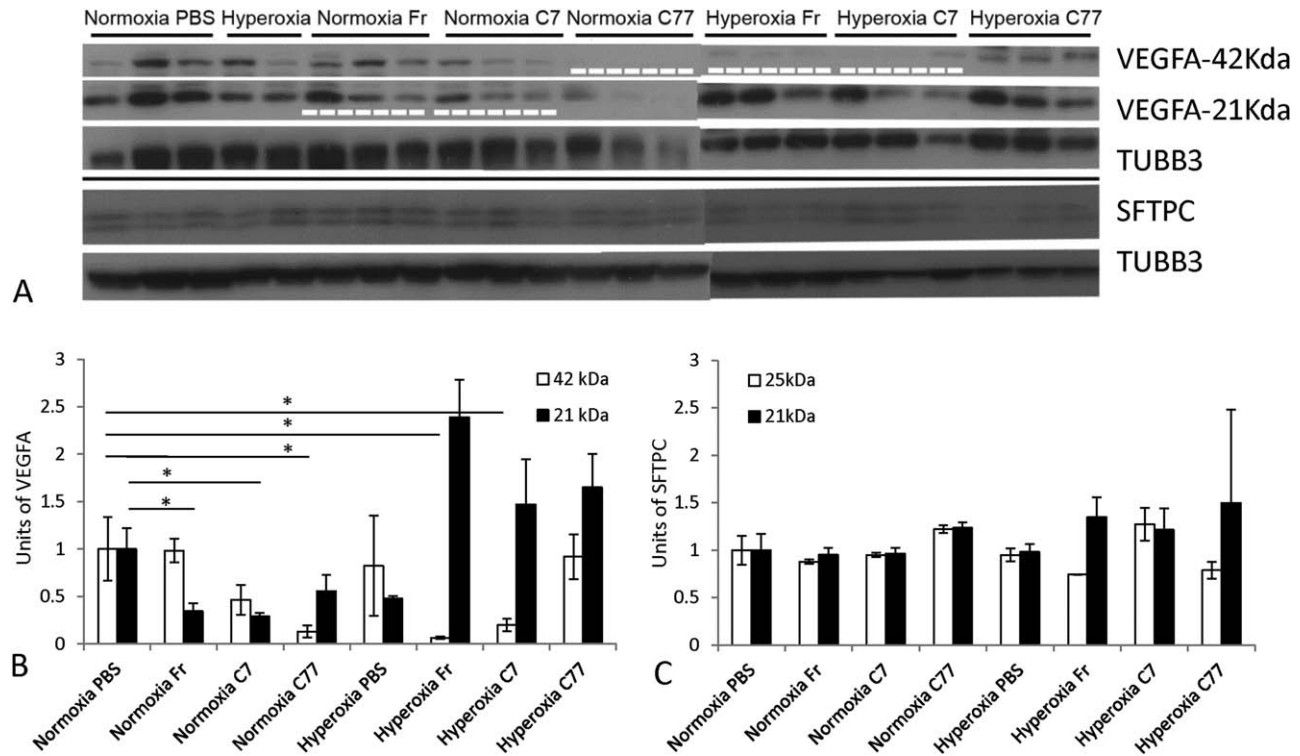 Normoxia PBS Hyperoxia Normoxia Fr Normoxia C7 Normoxia C77 Hyperoxia Fr Hyperoxia C7 Hyperoxia C77
VEGFA-42Kda
VEGFA-21Kda
TUBB3
SFTPC
TUBB3
A
Units of VEGFA
3
2.5
2
1.5
1
0.5
0
42 kDa
21 kDa
*
*
*
*
*
Normoxia PBS
Normoxia Fr
Normoxia C7
Normoxia C77
Hyperoxia PBS
Hyperoxia Fr
Hyperoxia C7
Hyperoxia C77
B
Units of SFTPC
3
2.5
2
1.5
1
0.5
0
25kDa
21kDa
Normoxia PBS
Normoxia Fr
Normoxia C7
Normoxia C77
Hyperoxia PBS
Hyperoxia Fr
Hyperoxia C7
Hyperoxia C77
C